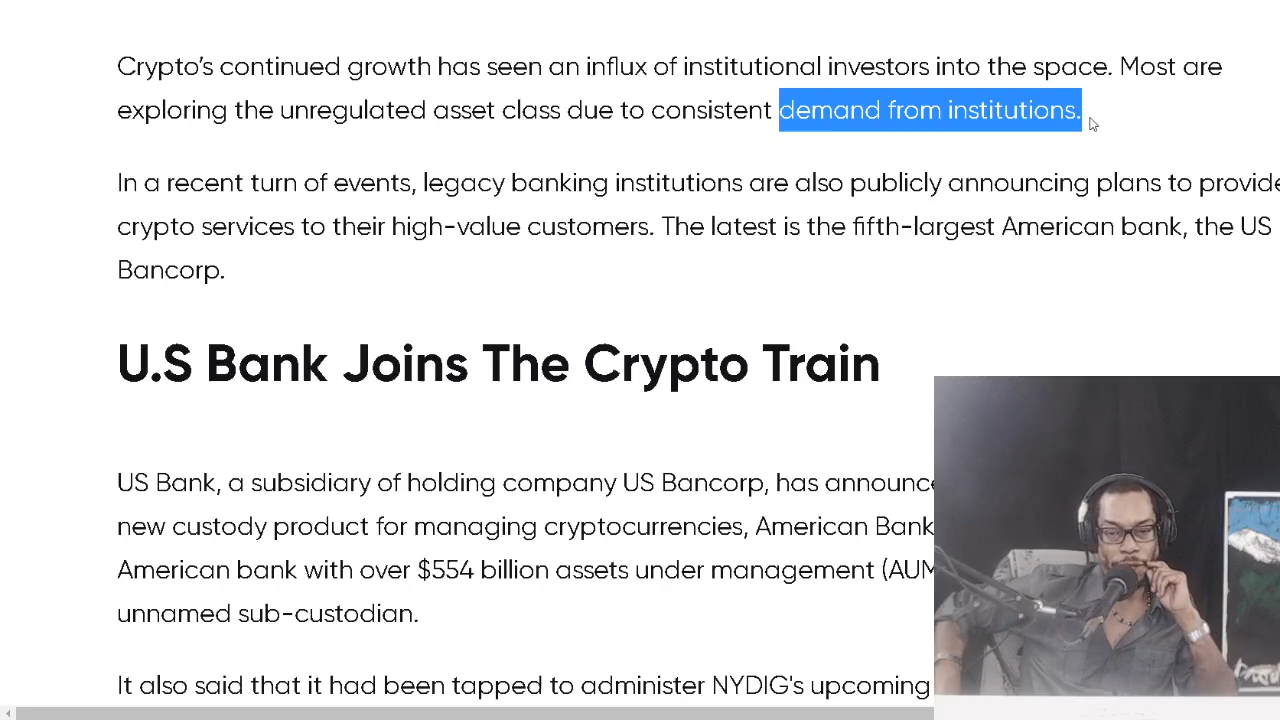 Crypto's continued growth has seen an influx of institutional investors into the space. Most are
exploring the unregulated asset class due to consistent demand from institutions.
In a recent turn of events, legacy banking institutions are also publicly announcing plans to provide
crypto services to their high-value customers. The latest is the fifth-largest American bank, the US
Bancorp.
U.S Bank Joins The Crypto Train
US Bank, a subsidiary of holding company US Bancorp, has announce
new custody product for managing cryptocurrencies, American Bank
American bank with over $554 billion assets under management (AUM
unnamed sub-custodian.
It also said that it had been tapped to administer NYDIG's upcoming